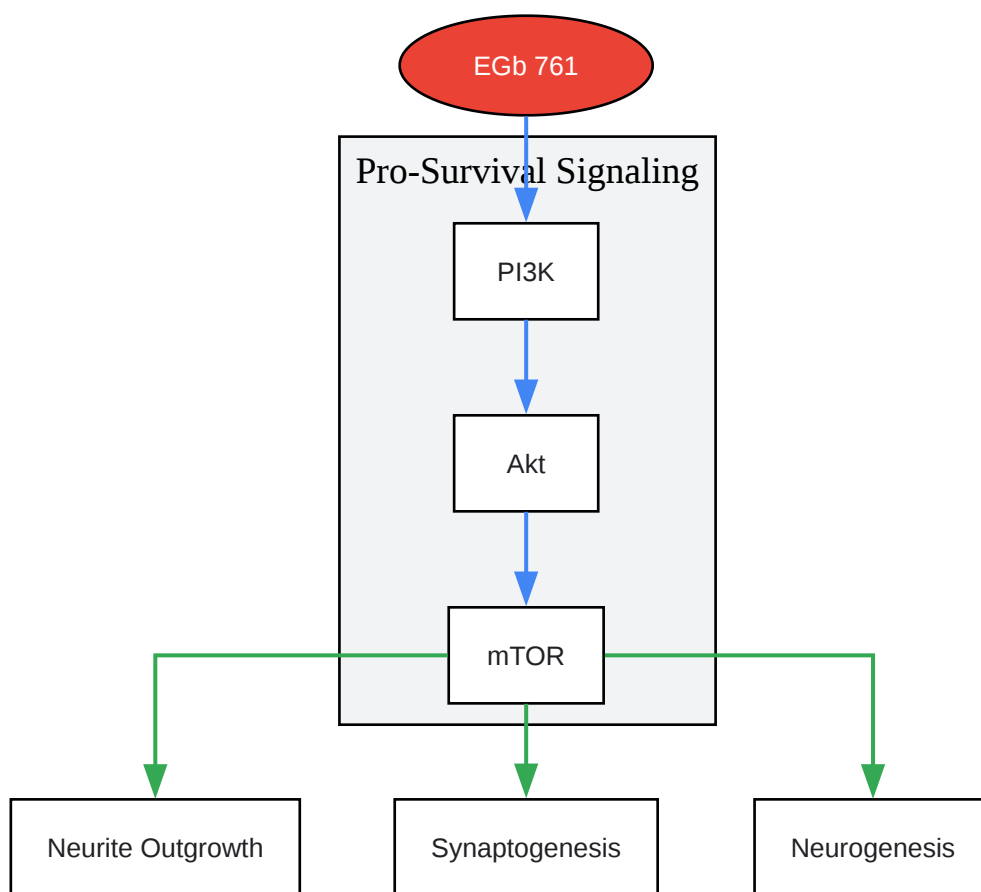 EGb 761
Pro-Survival Signaling
PI3K
Akt
mTOR
Neurite Outgrowth
Synaptogenesis
Neurogenesis